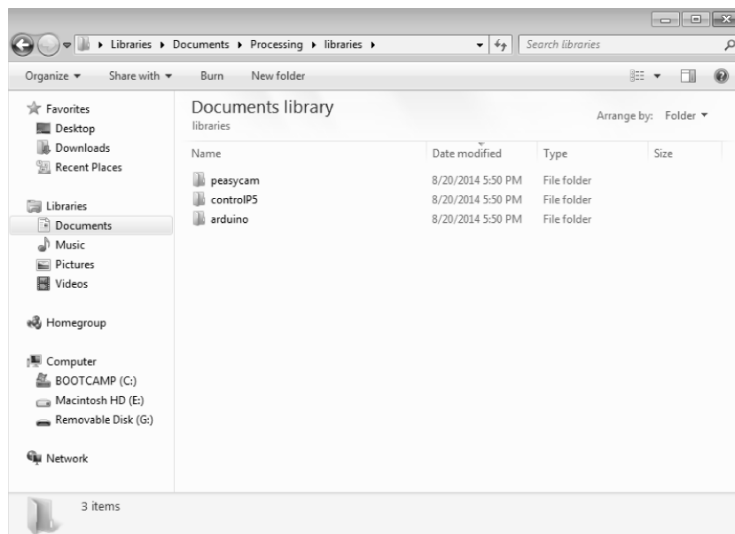 Libraries ▸ Documents ▸ Processing ▸ libraries ▸
Search libraries
Organize ▾ Share with ▾ Burn New folder
Favorites
Desktop
Downloads
Recent Places
Libraries
Documents
Music
Pictures
Videos
Homegroup
Computer
BOOTCAMP (C:)
Macintosh HD (E:)
Removable Disk (G:)
Network
Documents library
libraries
Arrange by: Folder ▾
Name Date modified Type Size
peasycam 8/20/2014 5:50 PM File folder
controlP5 8/20/2014 5:50 PM File folder
arduino 8/20/2014 5:50 PM File folder
3 items